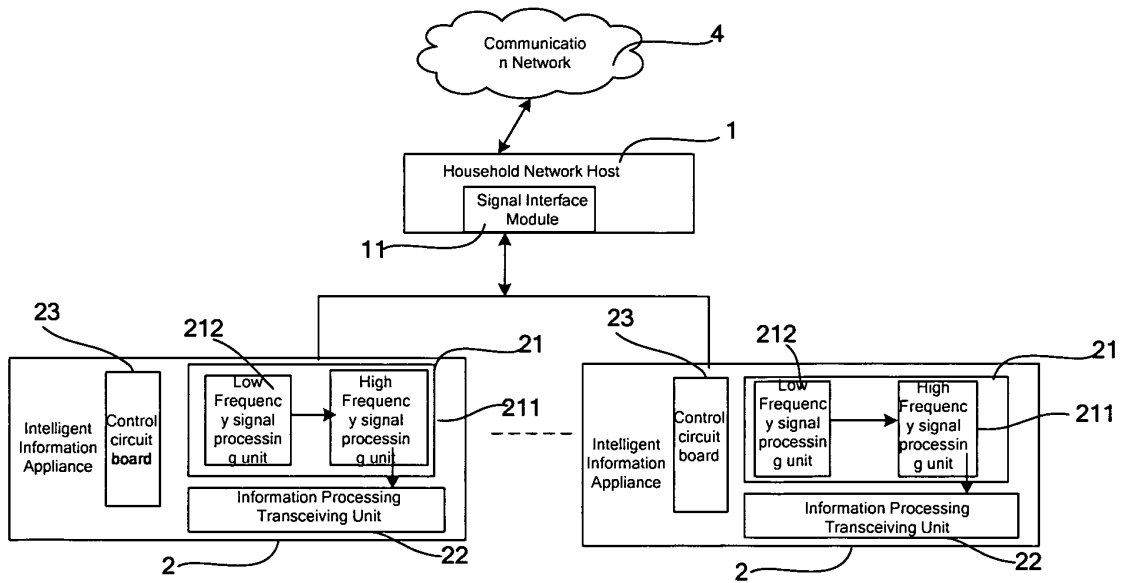 Communicatio
n Network
4
1
Household Network Host
Signal Interface
Module
11
23
212
21
211
Low
Frequenc
y signal
processin
g unit
High
Frequenc
y signal
processin
g unit
Control
circuit
board
Intelligent
Information
Appliance
Information Processing
Transceiving Unit
2
22
23
212
21
211
Low
Frequenc
y signal
processin
g unit
High
Frequenc
y signal
processin
g unit
Control
circuit
board
Intelligent
Information
Appliance
Information Processing
Transceiving Unit
2
22